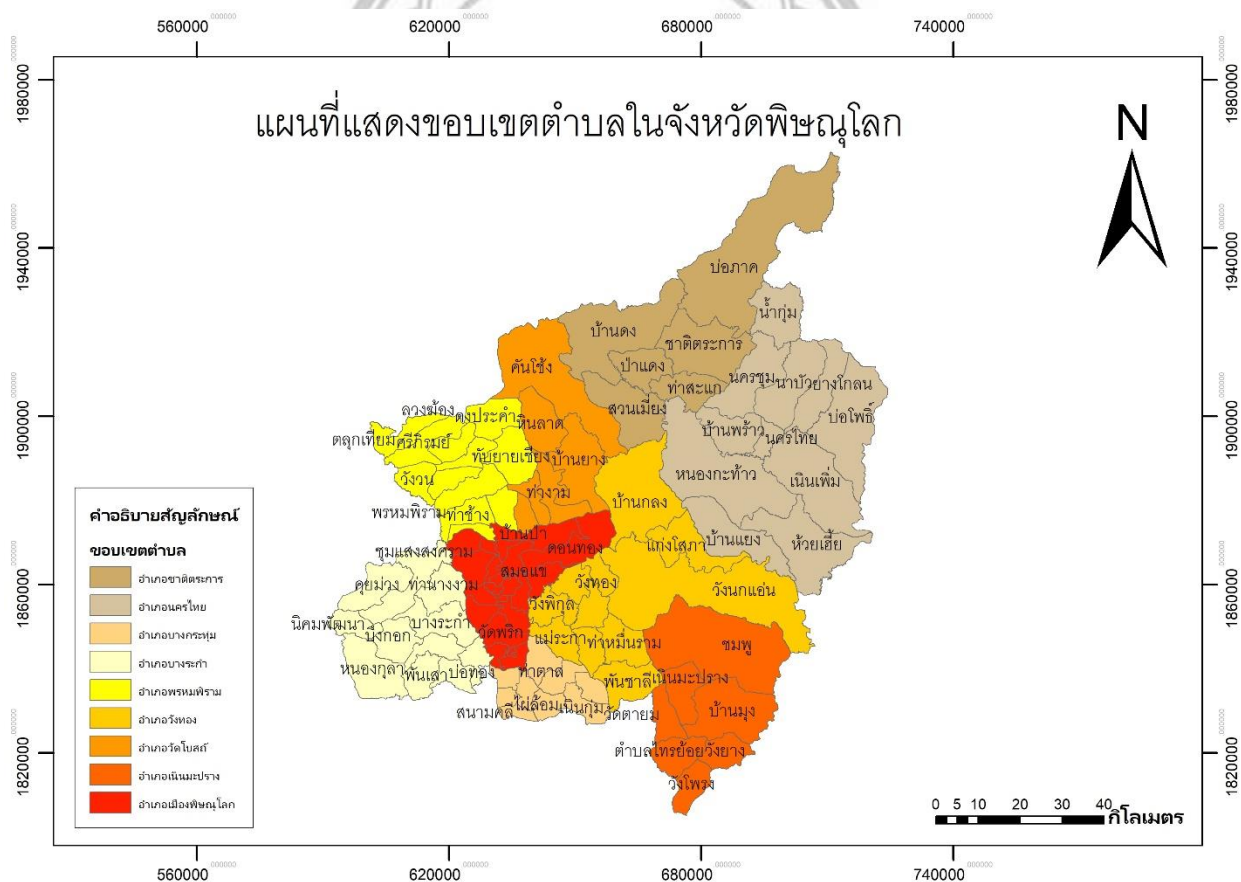 560000 000000 620000 000000 680000 000000 740000 000000
แผนที่แสดงขอบเขตตำบลในจังหวัดพิษณุโลก
N
1980000 000000
1940000 000000
1900000 000000
1860000 000000
1820000 000000
1980000 000000
1940000 000000
1900000 000000
1860000 000000
1820000 000000
บ่อภาค
น้ำกุ่ม
บ้านดง
ชาติตระการ
ป่าแดง
คันโช้ง
ท่าสะแก
นครชุม
นาบัว
ยางโกลน
สวนเมี่ยง
บ่อโพธิ์
ลวงฆ้อง
ดงประคำ
หินลาด
บ้านพร้าว
นครไทย
ตลุกเทียม
ศรีภิรมย์
ทับยายเชียง
บ้านยาง
หนองกะท้าว
เนินเพิ่ม
วังวน
ท่างาม
บ้านกลาง
พรหมพิราม
ท่าช้าง
บ้านป่า
ดอนทอง
แก่งโสภา
บ้านแยง
ห้วยเฮี้ย
ชุมแสงสงคราม
สมอแข
คุยม่วง
ท่านางงาม
วังทอง
วังนกแอ่น
วังพิกุล
นิคมพัฒนา
บึงกอก
บางระกำ
วัดพริก
แม่ระกา
ท่าหมื่นราม
ชมพู
หนองกุลา
พันเสา
บ่อทอง
ท่าตาล
พันชาลี
เนินมะปราง
สนามคลี
ไผ่ล้อม
เนินกุ่ม
วัดตายม
บ้านมุง
ตำบลไทรย้อย
วังยาง
วังโพรง
คำอธิบายสัญลักษณ์
ขอบเขตตำบล
อำเภอชาติตระการ
อำเภอนครไทย
อำเภอบางกระทุ่ม
อำเภอบางระกำ
อำเภอพรหมพิราม
อำเภอวังทอง
อำเภอวัดโบสถ์
อำเภอเนินมะปราง
อำเภอเมืองพิษณุโลก
0 5 10 20 30 40
กิโลเมตร
560000 000000 620000 000000 680000 000000 740000 000000